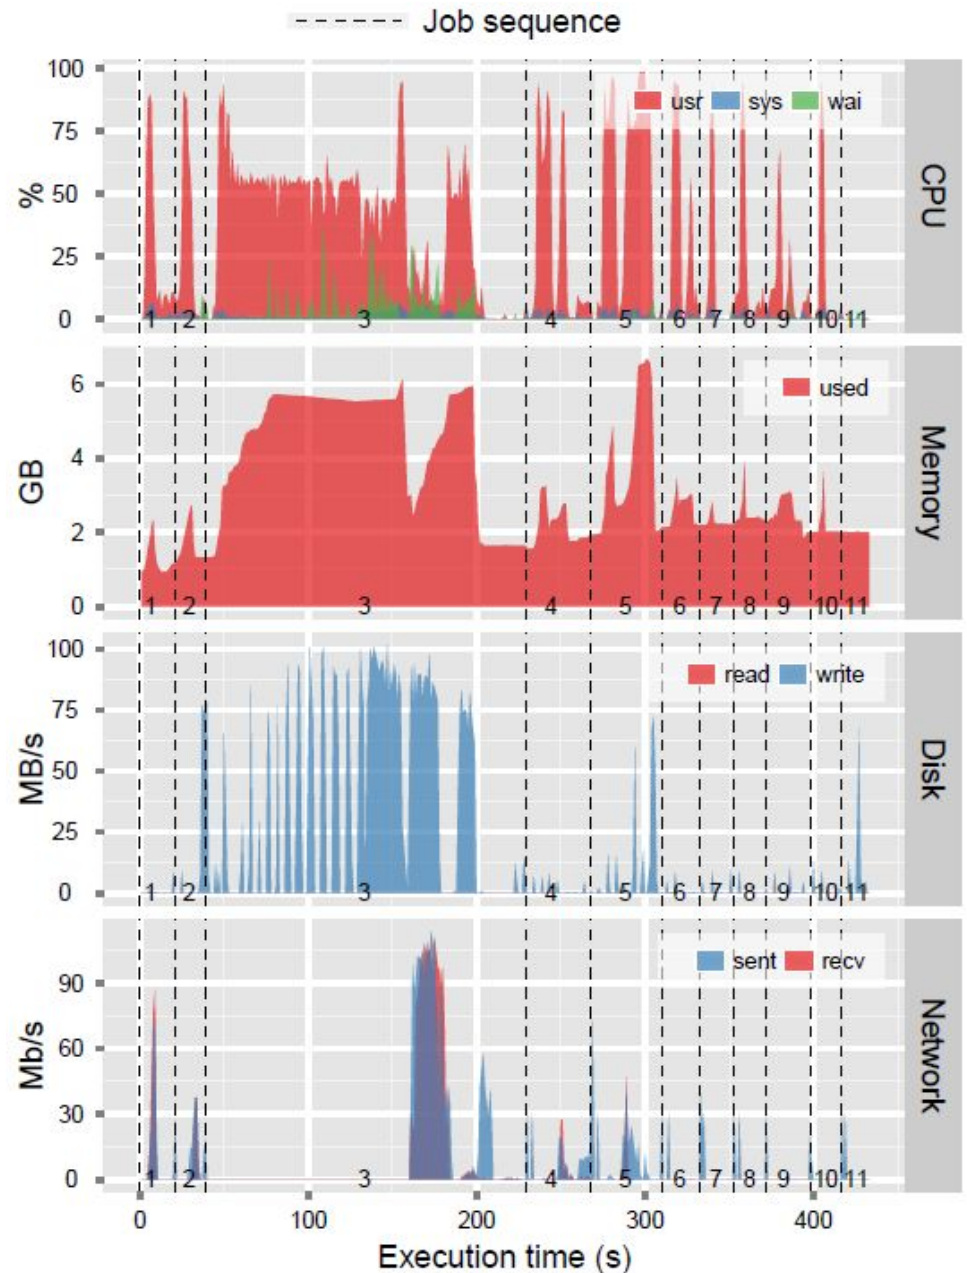 Job sequence
100
75
50
25
0
%
usr sys wai
1 2 3 4 5 6 7 8 9 10 11
CPU
6
4
2
0
GB
used
1 2 3 4 5 6 7 8 9 10 11
Memory
100
75
50
25
0
MB/s
read write
1 2 3 4 5 6 7 8 9 10 11
Disk
90
60
30
0
Mb/s
sent recv
1 2 3 4 5 6 7 8 9 10 11
Network
0 100 200 300 400
Execution time (s)